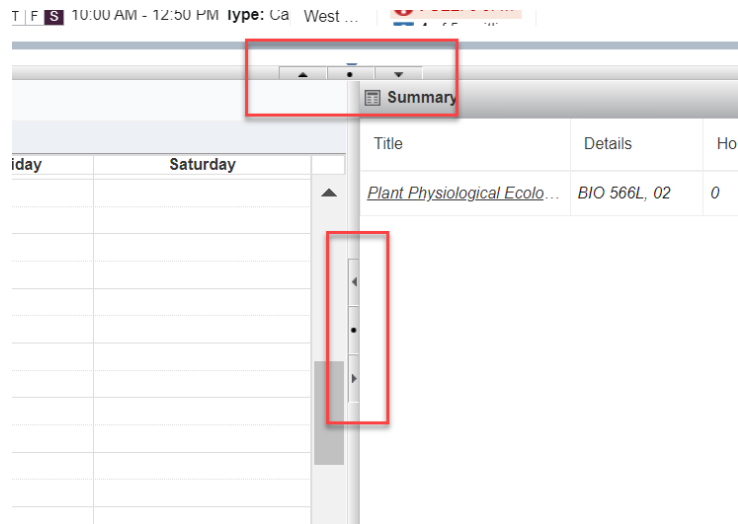 T F S 10:00 AM - 12:50 PM Type: Ca West ...
Summary
Title Details Ho
iday Saturday
Plant Physiological Ecolo... BIO 566L, 02 0